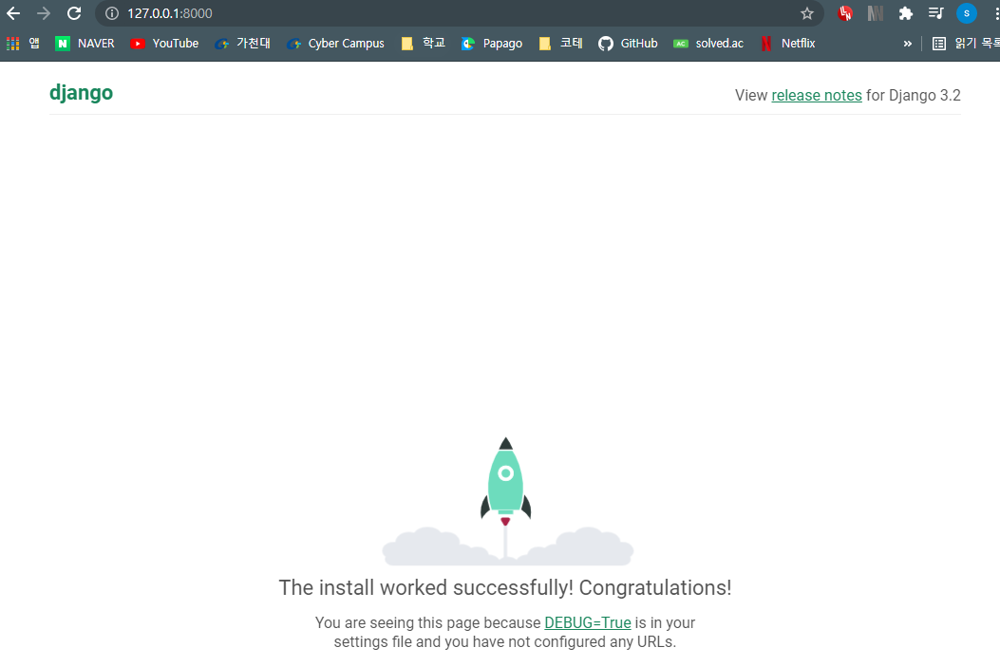 127.0.0.1:8000
S
앱 N NAVER YouTube 가천대 Cyber Campus 학교 Papago 코테 GitHub AC solved.ac Netflix » 읽기 목록
django
View release notes for Django 3.2
The install worked successfully! Congratulations!
You are seeing this page because DEBUG=True is in your
settings file and you have not configured any URLs.